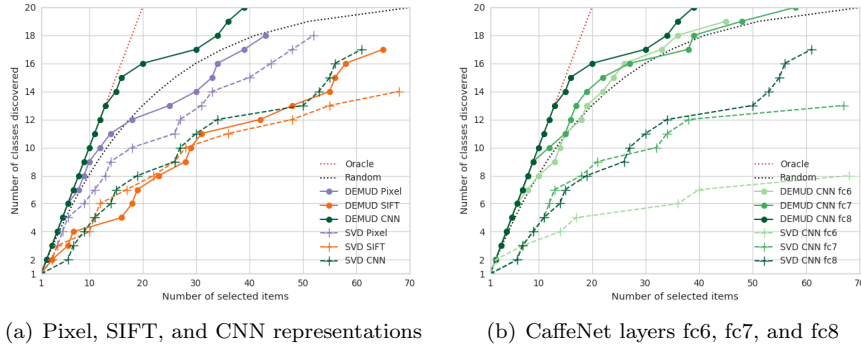 20
18
16
14
12
10
8
6
4
2
1
Number of classes discovered
1
10
20
30
40
50
60
70
Number of selected items
Oracle
Random
DEMUD Pixel
DEMUD SIFT
DEMUD CNN
SVD Pixel
SVD SIFT
SVD CNN
(a) Pixel, SIFT, and CNN representations
20
18
16
14
12
10
8
6
4
2
1
Number of classes discovered
1
10
20
30
40
50
60
70
Number of selected items
Oracle
Random
DEMUD CNN fc6
DEMUD CNN fc7
DEMUD CNN fc8
SVD CNN fc6
SVD CNN fc7
SVD CNN fc8
(b) CaffeNet layers fc6, fc7, and fc8